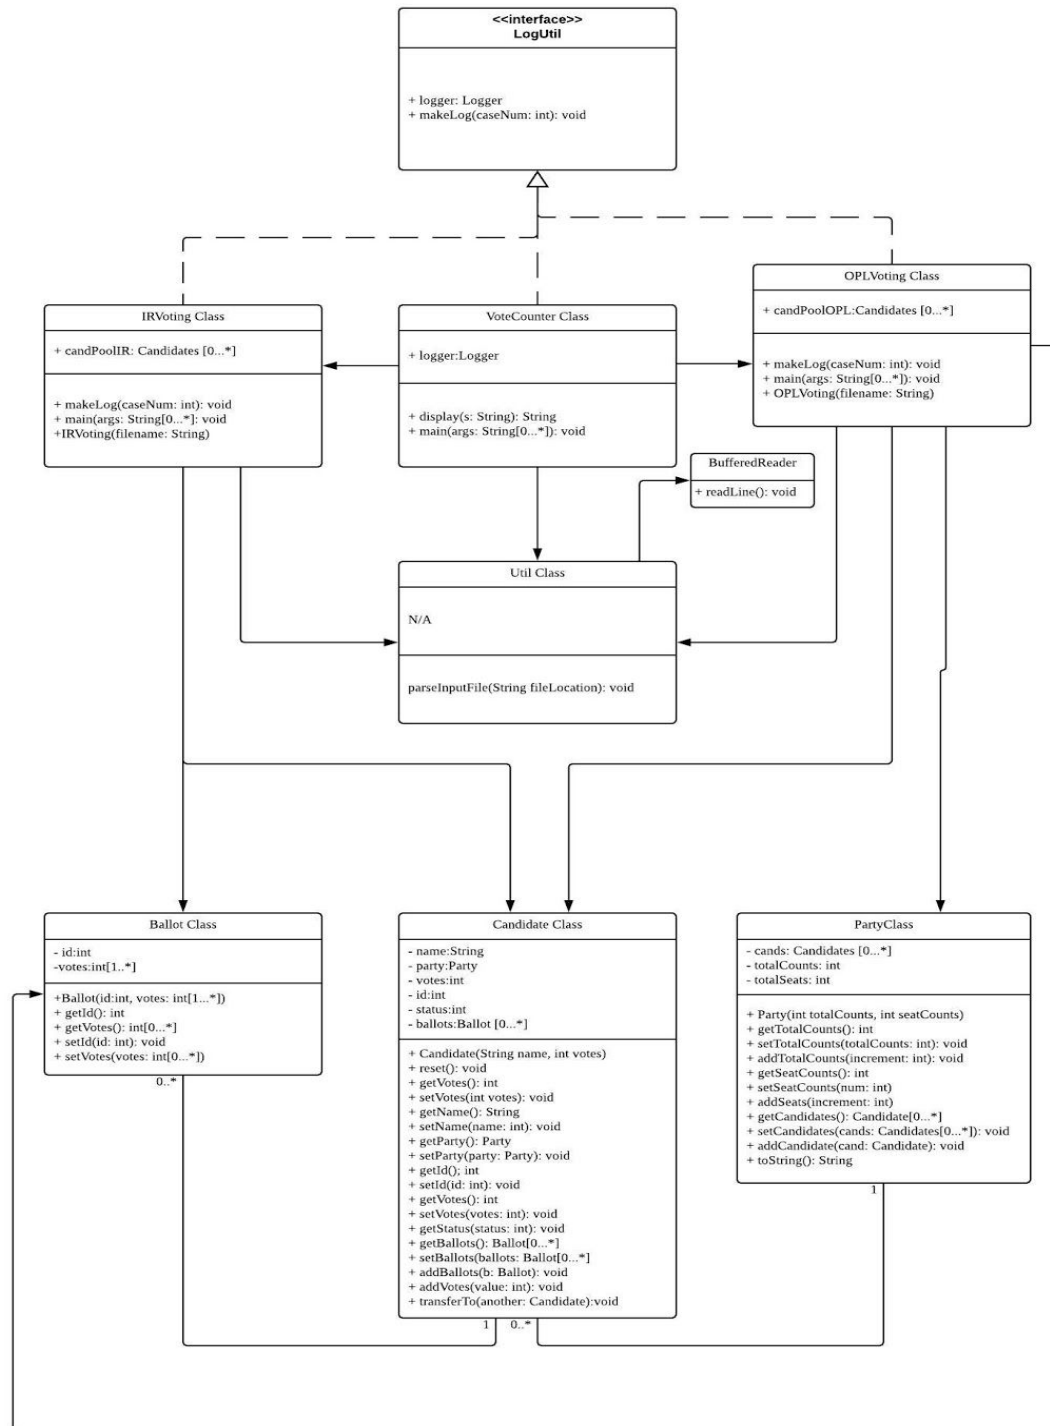 <<interface>>
LogUtil
+ logger: Logger
+ makeLog(caseNum: int): void
IRVoting Class
+ candPoolIR: Candidates [0...*]
+ makeLog(caseNum: int): void
+ main(args: String[0...*]: void
+IRVoting(filename: String)
VoteCounter Class
+ logger:Logger
+ display(s: String): String
+ main(args: String[0...*]): void
OPLVoting Class
+ candPoolOPL:Candidates [0...*]
+ makeLog(caseNum: int): void
+ main(args: String[0...*]): void
+ OPLVoting(filename: String)
BufferedReader
+ readLine(): void
Util Class
N/A
parseInputFile(String fileLocation): void
Ballot Class
- id:int
-votes:int[1..*]
+Ballot(id:int, votes: int[1...*])
+ getId(): int
+ getVotes(): int[0...*]
+ setId(id: int): void
+ setVotes(votes: int[0...*])
0..*
Candidate Class
- name:String
- party:Party
- votes:int
- id:int
- status:int
- ballots:Ballot [0...*]
+ Candidate(String name, int votes)
+ reset(): void
+ getVotes(): int
+ setVotes(int votes): void
+ getName(): String
+ setName(name: int): void
+ getParty(): Party
+ setParty(party: Party): void
+ getId(); int
+ setId(id: int): void
+ getVotes(): int
+ setVotes(votes: int): void
+ getStatus(status: int): void
+ getBallots(): Ballot[0...*]
+ setBallots(ballots: Ballot[0...*]
+ addBallots(b: Ballot): void
+ addVotes(value: int): void
+ transferTo(another: Candidate):void
1
0..*
PartyClass
- cands: Candidates [0...*]
- totalCounts: int
- totalSeats: int
+ Party(int totalCounts, int seatCounts)
+ getTotalCounts(): int
+ setTotalCounts(totalCounts: int): void
+ addTotalCounts(increment: int): void
+ getSeatCounts(): int
+ setSeatCounts(num: int)
+ addSeats(increment: int)
+ getCandidates(): Candidate[0...*]
+ setCandidates(cands: Candidates[0...*]): void
+ addCandidate(cand: Candidate): void
+ toString(): String
1